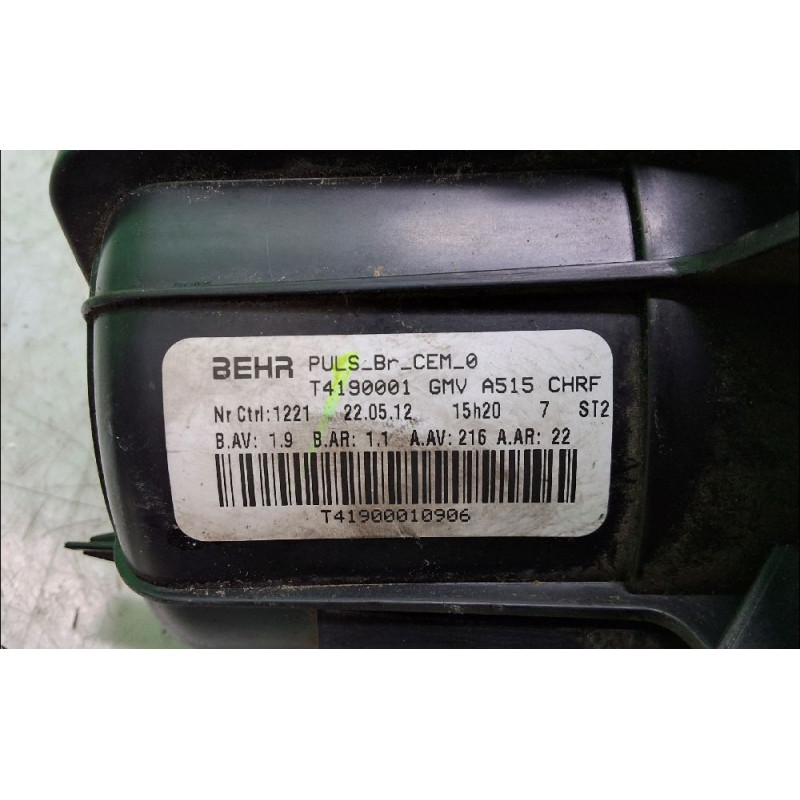 BEHR PULS_Br_CEM_0
T4190001 GMV A515 CHRF
Nr Ctrl:1221 22.05.12 15h20 7 ST2
B.AV: 1.9 B.AR: 1.1 A.AV: 216 A.AR: 22
T41900010906